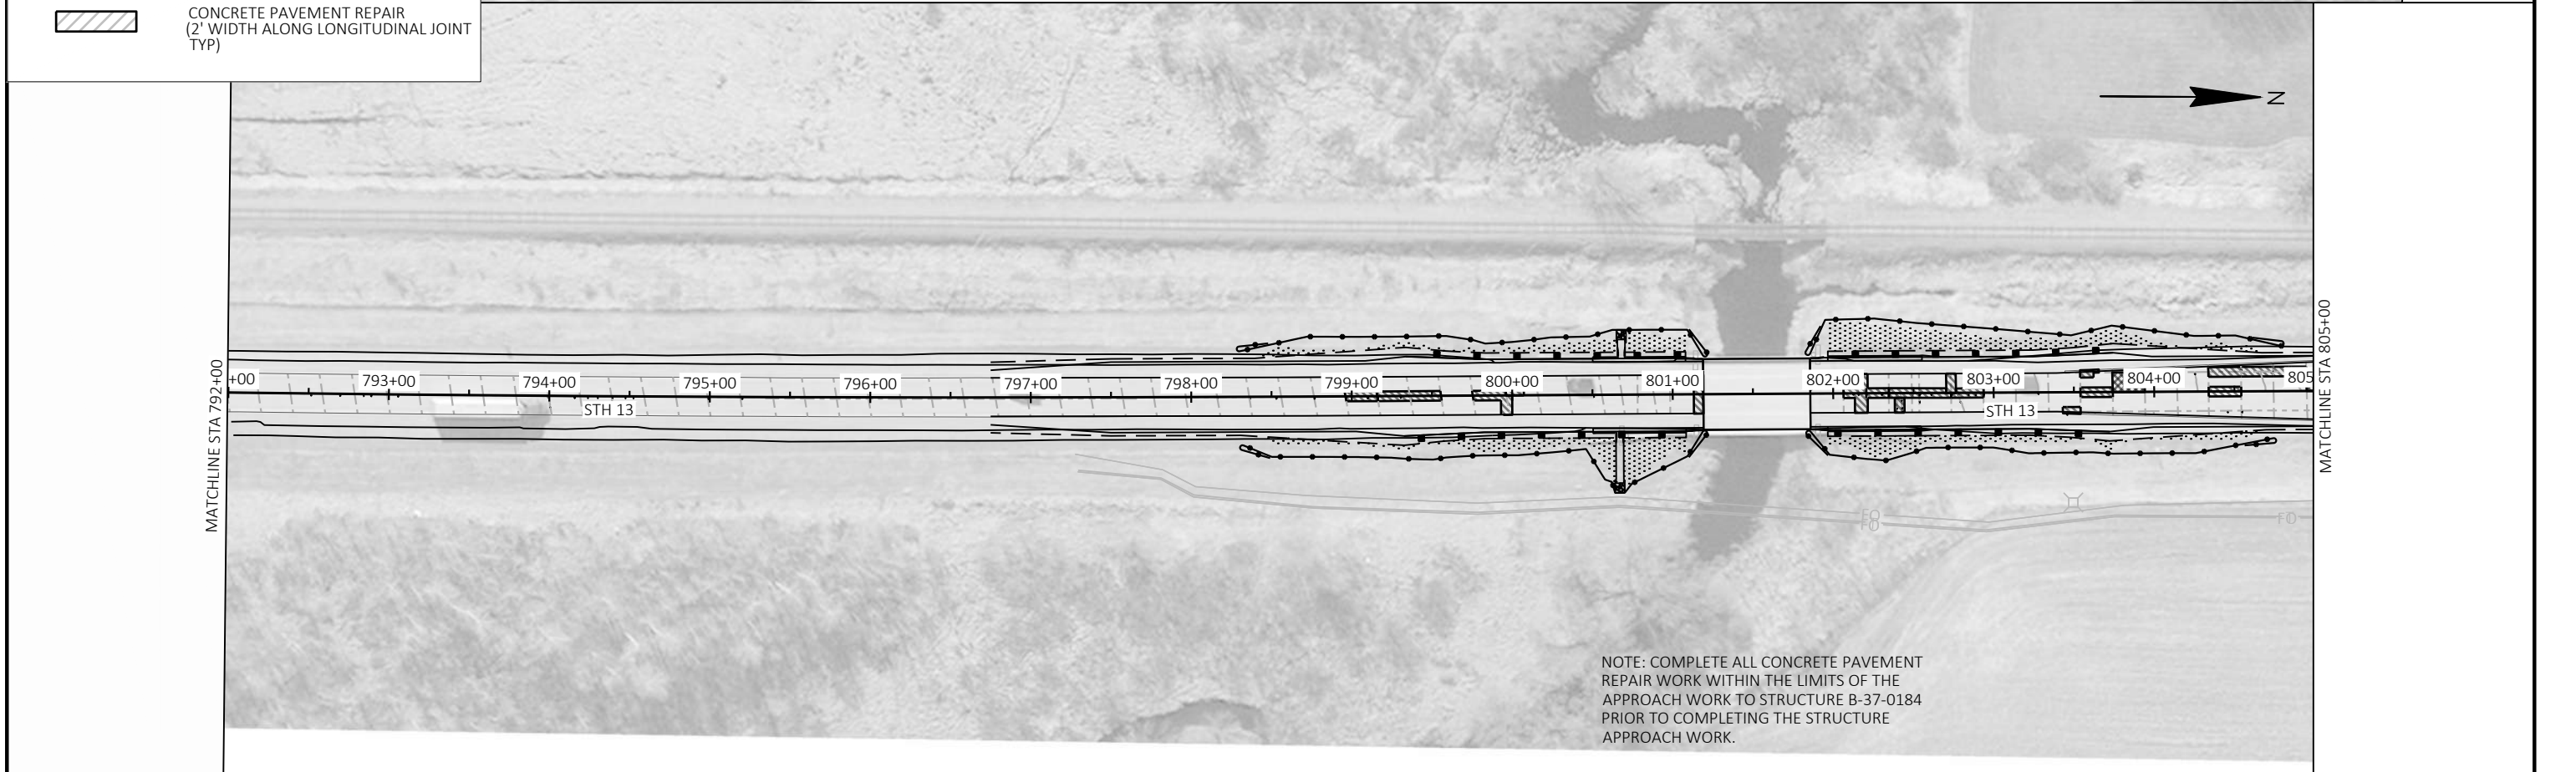 CONCRETE PAVEMENT REPAIR
(2' WIDTH ALONG LONGITUDINAL JOINT
TYP)
N
MATCHLINE STA 792+00
+00
793+00
794+00
795+00
796+00
797+00
798+00
799+00
800+00
801+00
802+00
803+00
804+00
805
STH 13
STH 13
MATCHLINE STA 805+00
FO
FO
FO
NOTE: COMPLETE ALL CONCRETE PAVEMENT
REPAIR WORK WITHIN THE LIMITS OF THE
APPROACH WORK TO STRUCTURE B-37-0184
PRIOR TO COMPLETING THE STRUCTURE
APPROACH WORK.